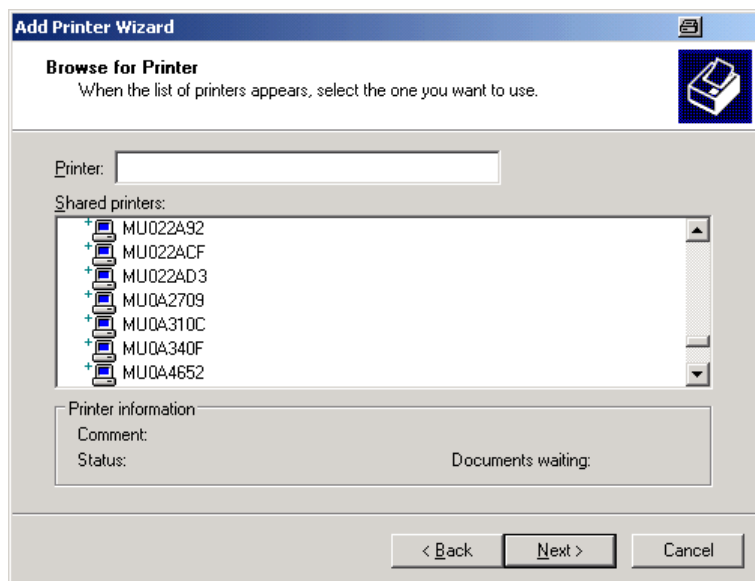 Add Printer Wizard
Browse for Printer
When the list of printers appears, select the one you want to use.
Printer:
Shared printers:
MU022A92
MU022ACF
MU022AD3
MU0A2709
MU0A310C
MU0A340F
MU0A4652
Printer information
Comment:
Status: Documents waiting:
< Back Next > Cancel